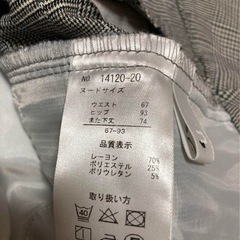 NO 14120-20
ヌードサイズ
ウエスト 67
ヒップ 93
また下丈 74
67-93
品質表示
レーヨン 70%
ポリエステル 25%
ポリウレタン 5%
取り扱い方
40